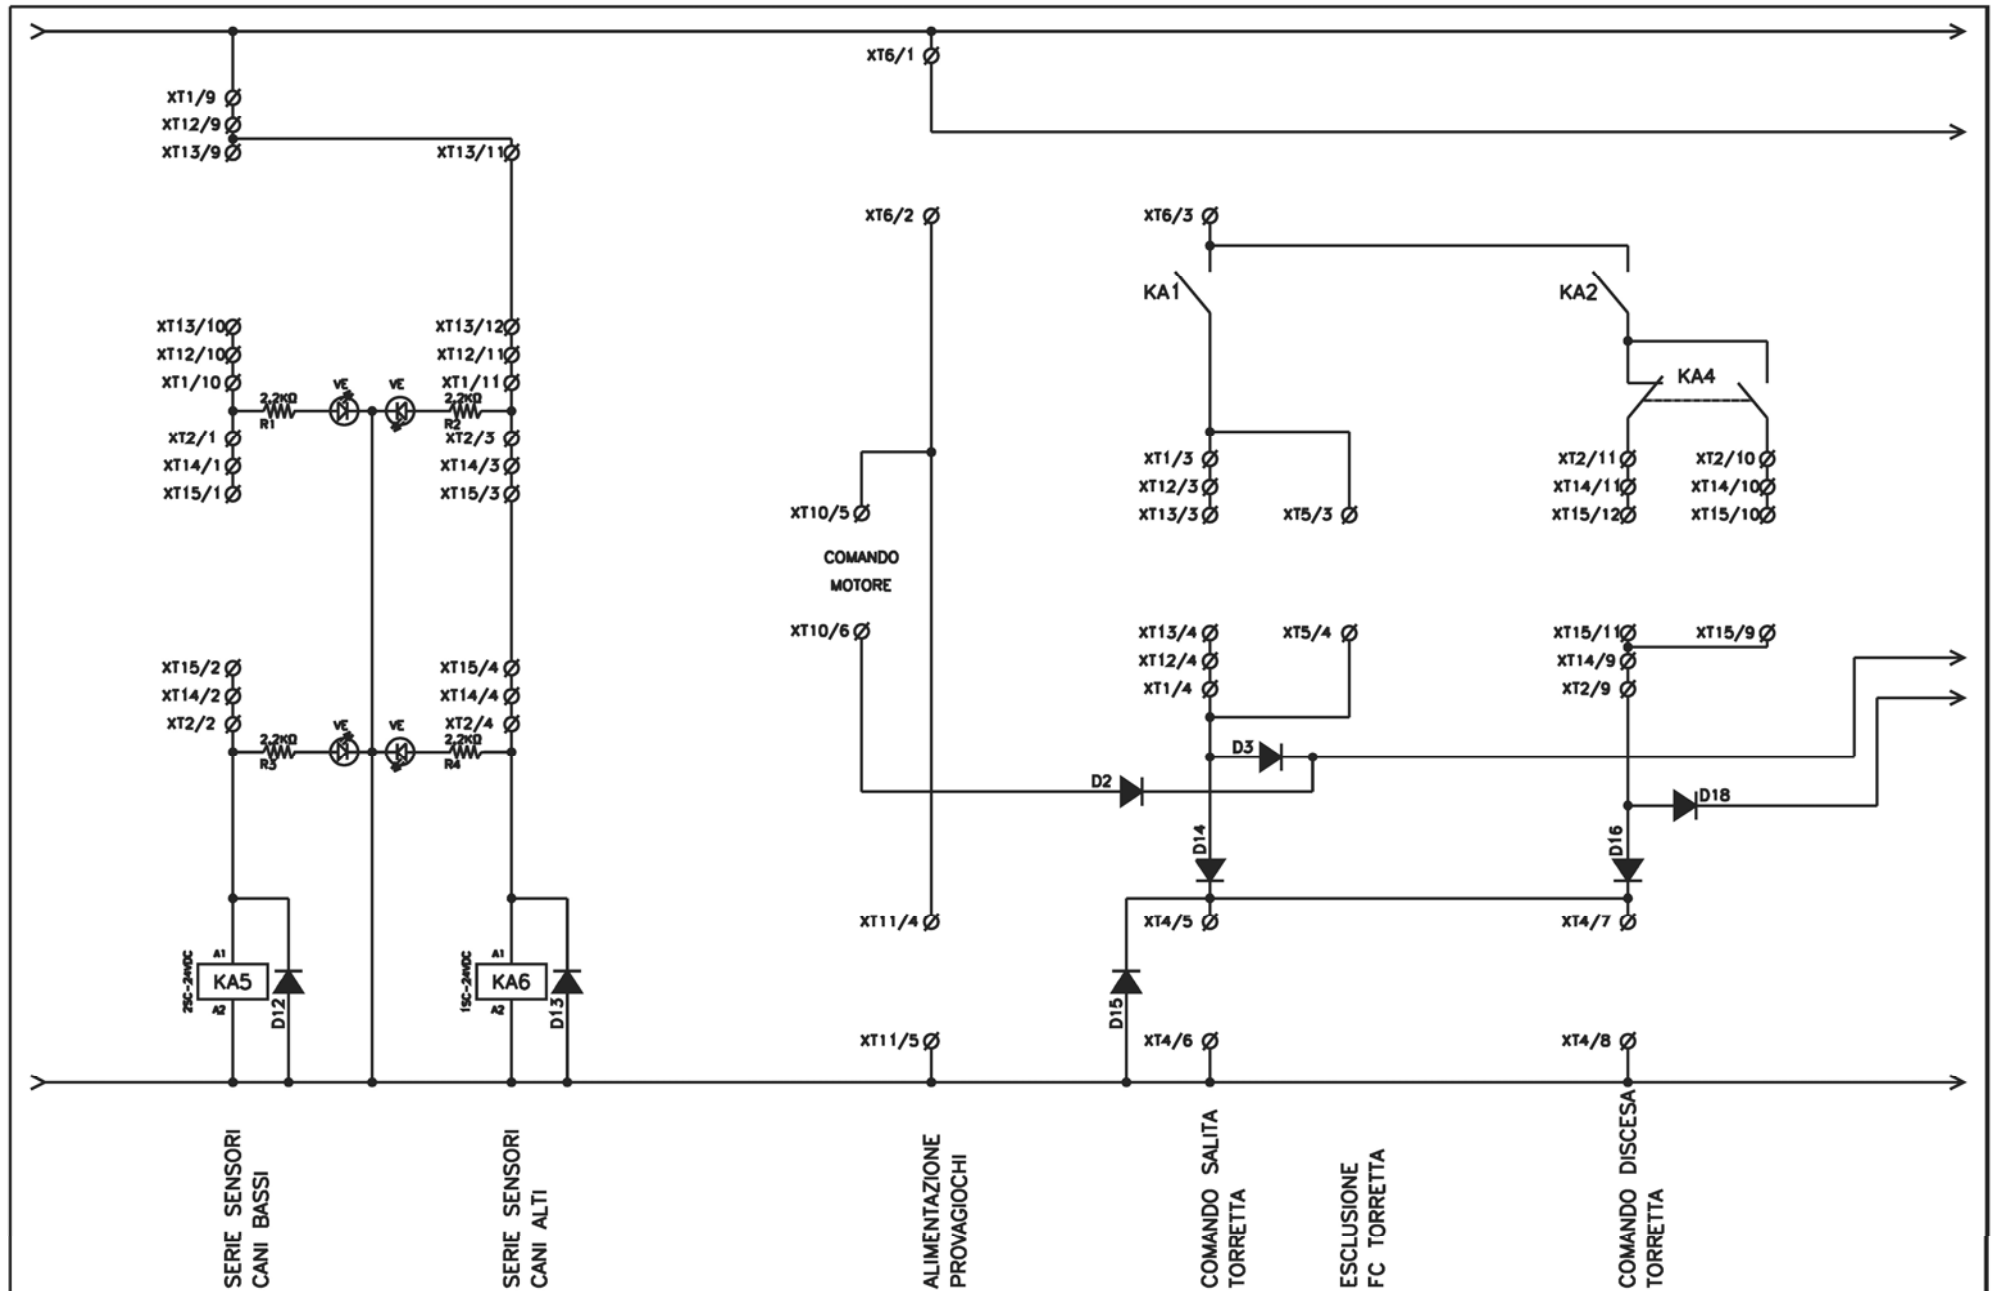 XT6/1
XT1/9
XT12/9
XT13/9
XT13/11
XT6/2
XT6/3
KA1
KA2
XT13/10
XT13/12
XT12/10
XT12/11
XT1/10
XT1/11
KA4
VE
VE
2,2KΩ
2,2KΩ
R1
R2
XT2/1
XT2/3
XT14/1
XT14/3
XT15/1
XT15/3
XT1/3
XT2/11
XT2/10
XT12/3
XT14/11
XT14/10
XT10/5
XT13/3
XT5/3
XT15/12
XT15/10
COMANDO
MOTORE
XT10/6
XT13/4
XT5/4
XT15/11
XT15/9
XT15/2
XT15/4
XT12/4
XT14/9
XT14/2
XT14/4
XT1/4
XT2/9
XT2/2
XT2/4
VE
VE
2,2KΩ
2,2KΩ
R3
R4
D3
D2
D18
D14
D16
XT11/4
XT4/5
XT4/7
2SC-24VDC
A1
KA5
A2
D12
1SC-24VDC
A1
KA6
A2
D13
D15
XT11/5
XT4/6
XT4/8
SERIE SENSORI
CANI BASSI
SERIE SENSORI
CANI ALTI
ALIMENTAZIONE
PROVAGIOCHI
COMANDO SALITA
TORRETTA
ESCLUSIONE
FC TORRETTA
COMANDO DISCESA
TORRETTA